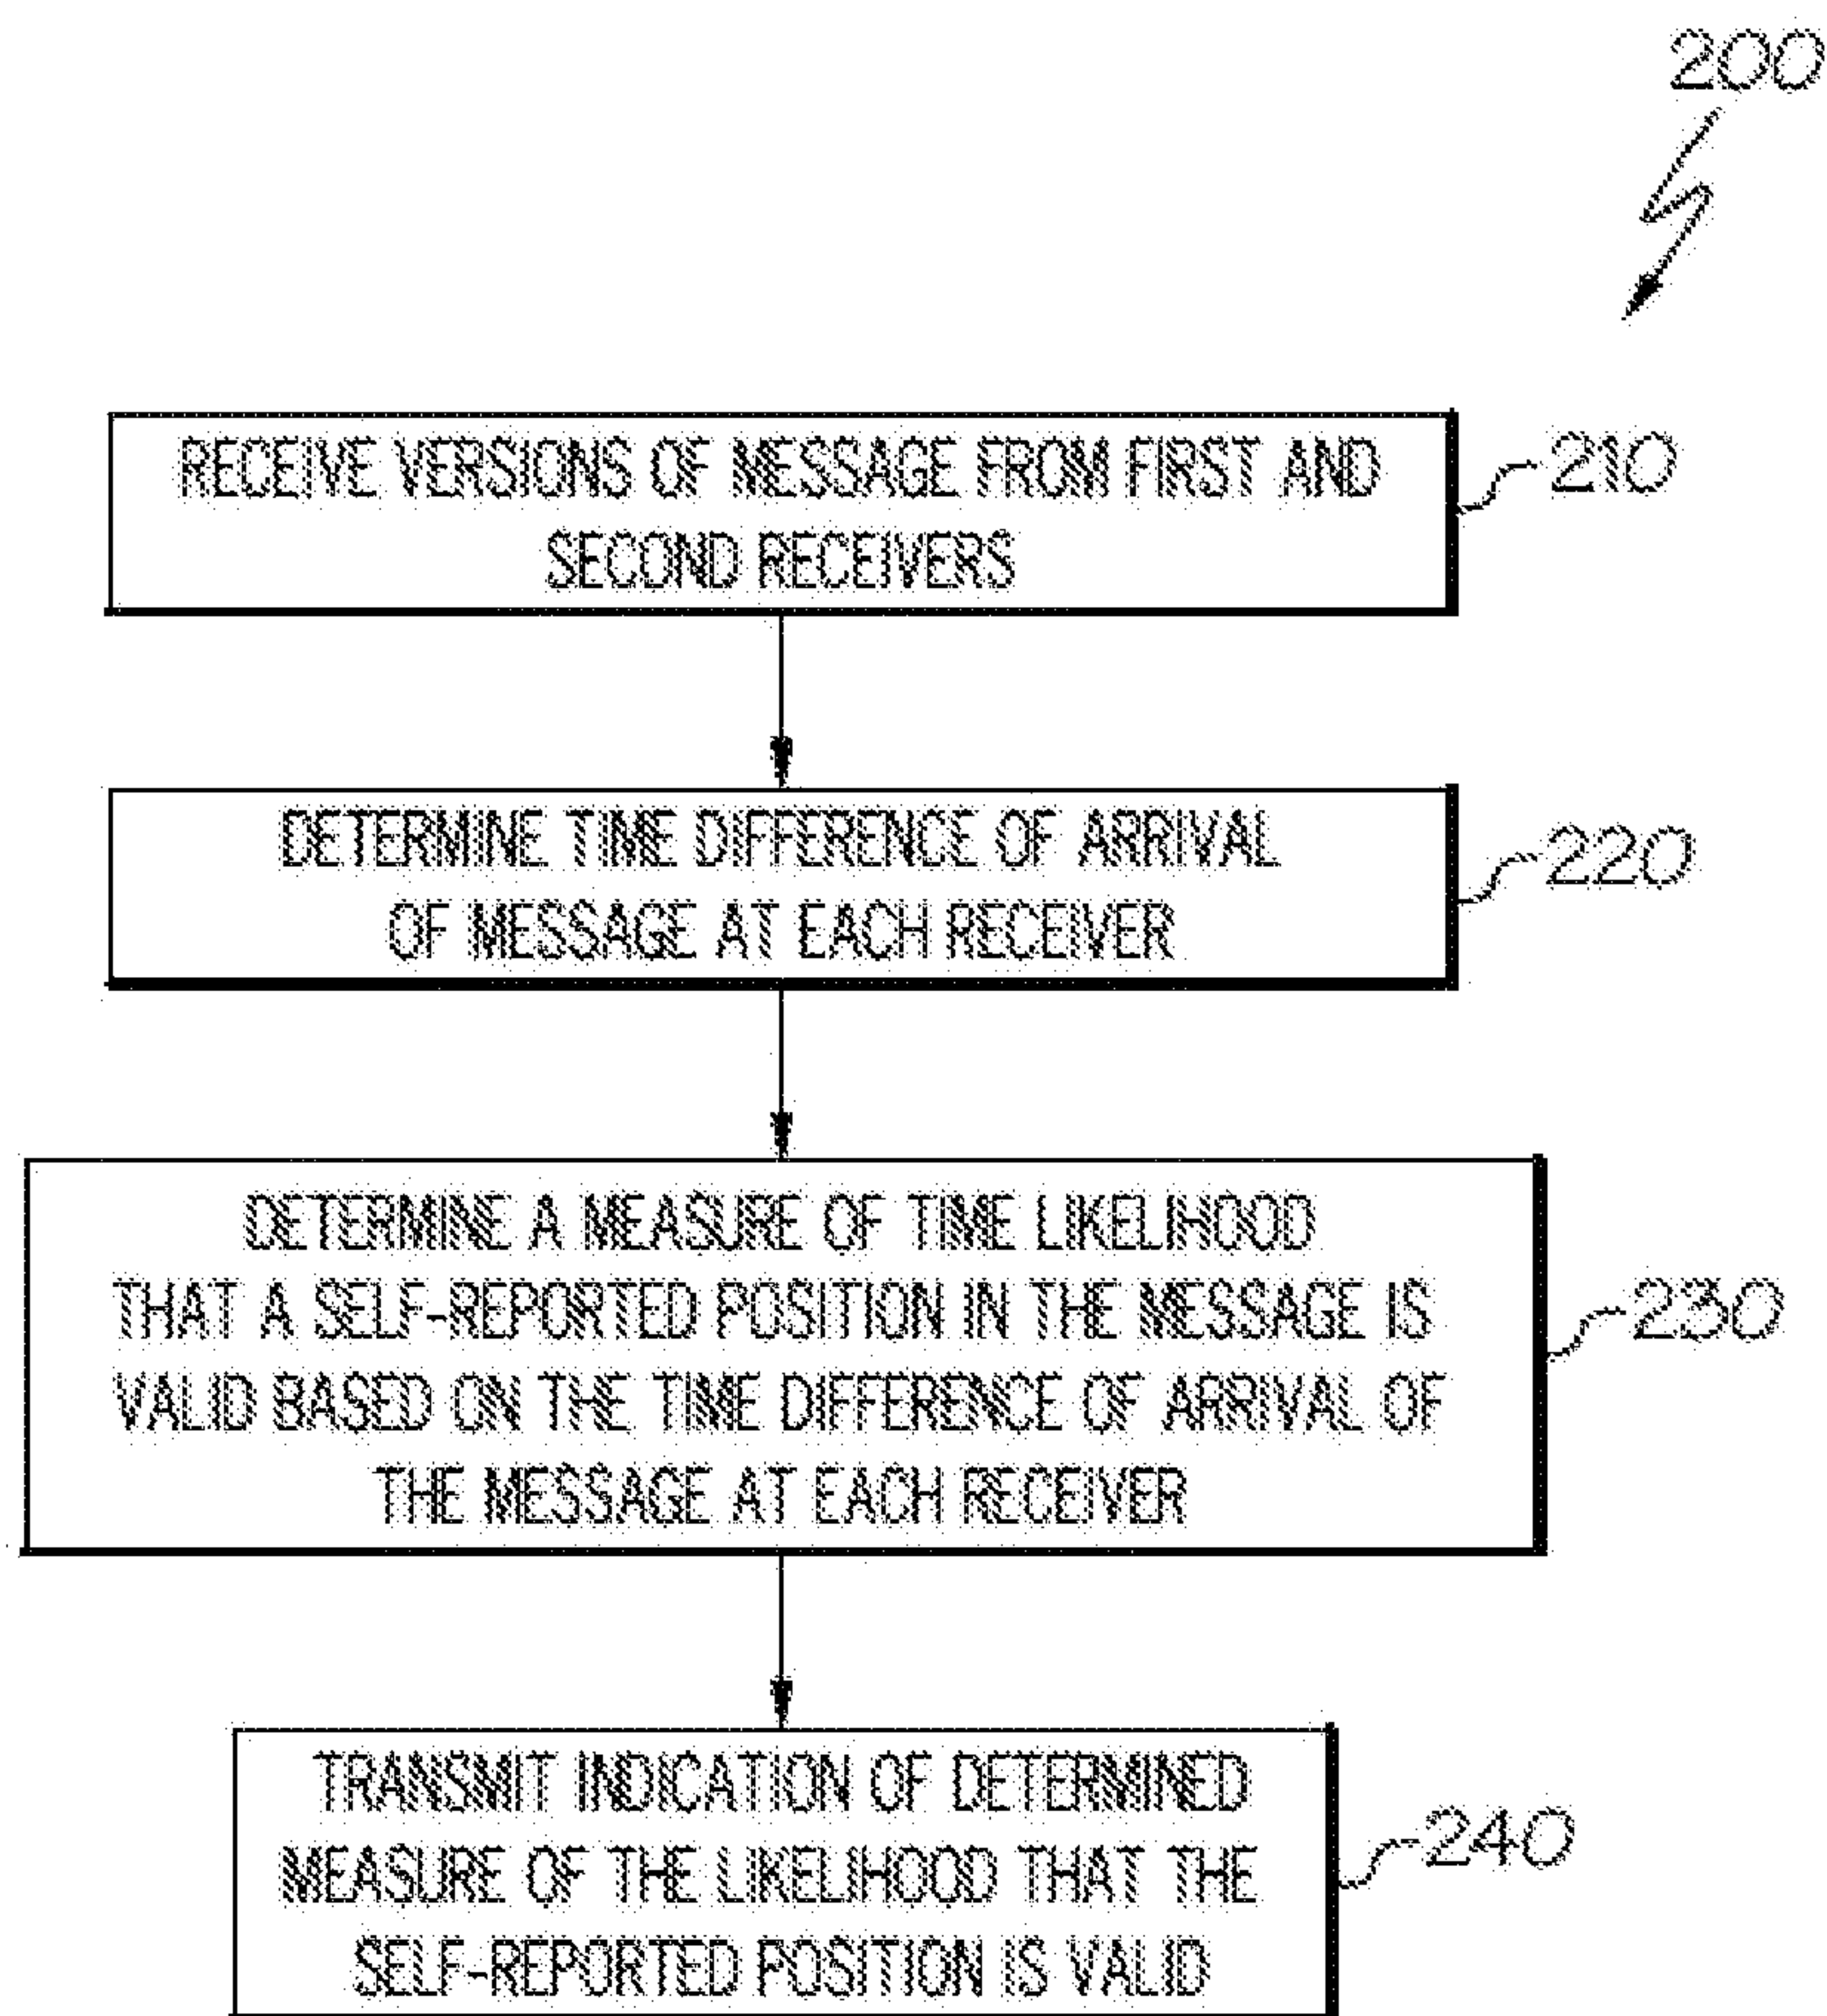 200
RECEIVE VERSIONS OF MESSAGE FROM FIRST AND
SECOND RECEIVERS
210
DETERMINE TIME DIFFERENCE OF ARRIVAL
OF MESSAGE AT EACH RECEIVER
220
DETERMINE A MEASURE OF TIME LIKELIHOOD
THAT A SELF-REPORTED POSITION IN THE MESSAGE IS
VALID BASED ON THE TIME DIFFERENCE OF ARRIVAL OF
THE MESSAGE AT EACH RECEIVER
230
TRANSMIT INDICATION OF DETERMINED
MEASURE OF THE LIKELIHOOD THAT THE
SELF-REPORTED POSITION IS VALID
240